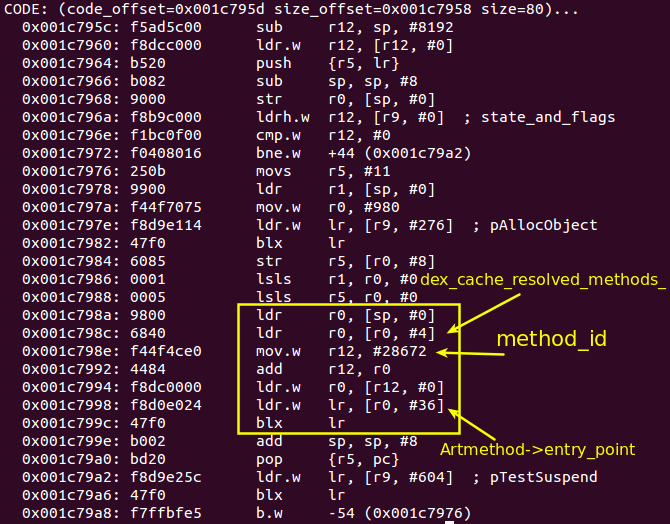 CODE: (code_offset=0x001c795d size_offset=0x001c7958 size=80)...
0x001c795c: f5ad5c00 sub r12, sp, #8192
0x001c7960: f8dcc000 ldr.w r12, [r12, #0]
0x001c7964: b520 push {r5, lr}
0x001c7966: b082 sub sp, sp, #8
0x001c7968: 9000 str r0, [sp, #0]
0x001c796a: f8b9c000 ldrh.w r12, [r9, #0] ; state_and_flags
0x001c796e: f1bc0f00 cmp.w r12, #0
0x001c7972: f0408016 bne.w +44 (0x001c79a2)
0x001c7976: 250b movs r5, #11
0x001c7978: 9900 ldr r1, [sp, #0]
0x001c797a: f44f7075 mov.w r0, #980
0x001c797e: f8d9e114 ldr.w lr, [r9, #276] ; pAllocObject
0x001c7982: 47f0 blx lr
0x001c7984: 6085 str r5, [r0, #8]
0x001c7986: 0001 lsls r1, r0, #0 dex_cache_resolved_methods_
0x001c7988: 0005 lsls r5, r0, #0
0x001c798a: 9800 ldr r0, [sp, #0]
0x001c798c: 6840 ldr r0, [r0, #4] method_id
0x001c798e: f44f4ce0 mov.w r12, #28672
0x001c7992: 4484 add r12, r0
0x001c7994: f8dc0000 ldr.w r0, [r12, #0]
0x001c7998: f8d0e024 ldr.w lr, [r0, #36]
0x001c799c: 47f0 blx lr
0x001c799e: b002 add sp, sp, #8 Artmethod->entry_point
0x001c79a0: bd20 pop {r5, pc}
0x001c79a2: f8d9e25c ldr.w lr, [r9, #604] ; pTestSuspend
0x001c79a6: 47f0 blx lr
0x001c79a8: f7ffbfe5 b.w -54 (0x001c7976)